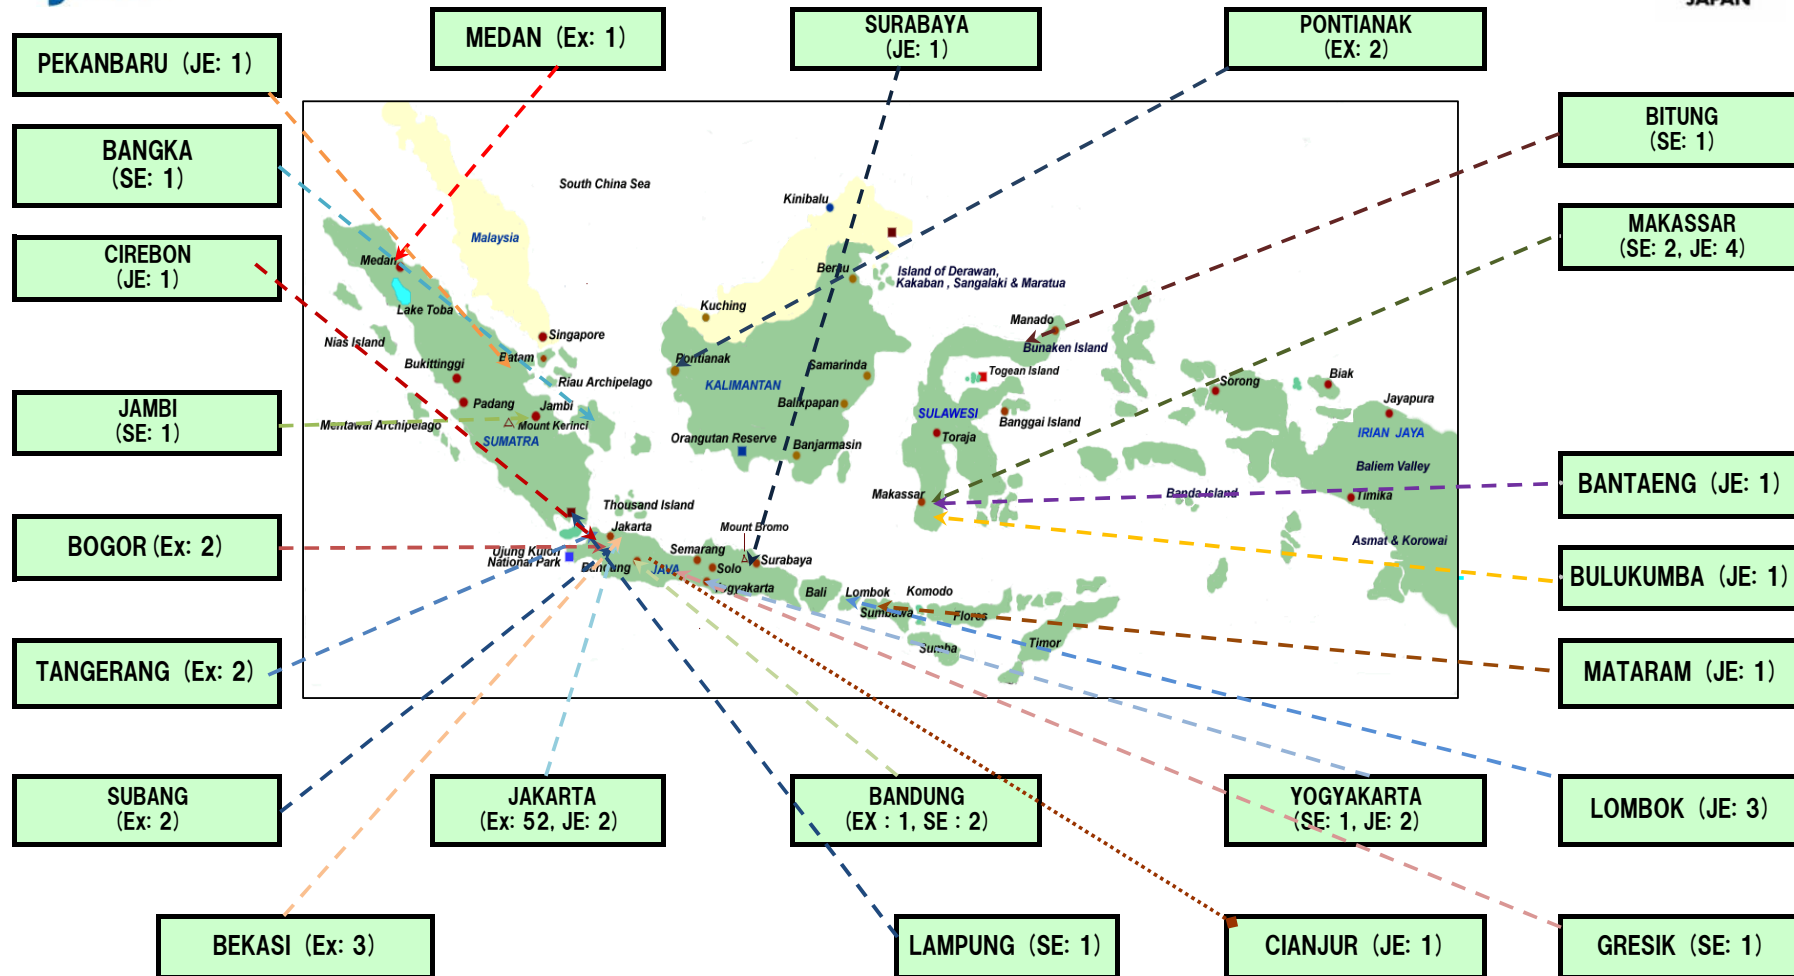 JAPAN
MEDAN (Ex: 1)
SURABAYA
(JE: 1)
PONTIANAK
(EX: 2)
PEKANBARU (JE: 1)
BANGKA
(SE: 1)
CIREBON
(JE: 1)
JAMBI
(SE: 1)
BOGOR (Ex: 2)
TANGERANG (Ex: 2)
SUBANG
(Ex: 2)
BITUNG
(SE: 1)
MAKASSAR
(SE: 2, JE: 4)
BANTAENG (JE: 1)
BULUKUMBA (JE: 1)
MATARAM (JE: 1)
LOMBOK (JE: 3)
South China Sea
Kinibalu
Malaysia
Medan
Berau
Island of Derawan,
Kakaban , Sangalaki & Maratua
Lake Toba
Kuching
Nias Island
Singapore
Manado
Bunaken Island
Batam
Pontianak
Bukittinggi
Riau Archipelago
KALIMANTAN
Samarinda
Togean Island
Sorong
Biak
Padang
Jambi
Balikpapan
SULAWESI
Banggai Island
Jayapura
Mentawai Archipelago
Mount Kerinci
SUMATRA
Orangutan Reserve
Banjarmasin
Toraja
IRIAN JAYA
Baliem Valley
Makassar
Banda Island
Timika
Thousand Island
Jakarta
Mount Bromo
Asmat & Korowai
Ujung Kulon
National Park
Bandung
JAVA
Semarang
Solo
Surabaya
Yogyakarta
Bali
Lombok
Komodo
Sumbawa
Flores
Sumba
Timor
JAKARTA
(Ex: 52, JE: 2)
BANDUNG
(EX : 1, SE : 2)
YOGYAKARTA
(SE: 1, JE: 2)
BEKASI (Ex: 3)
LAMPUNG (SE: 1)
CIANJUR (JE: 1)
GRESIK (SE: 1)